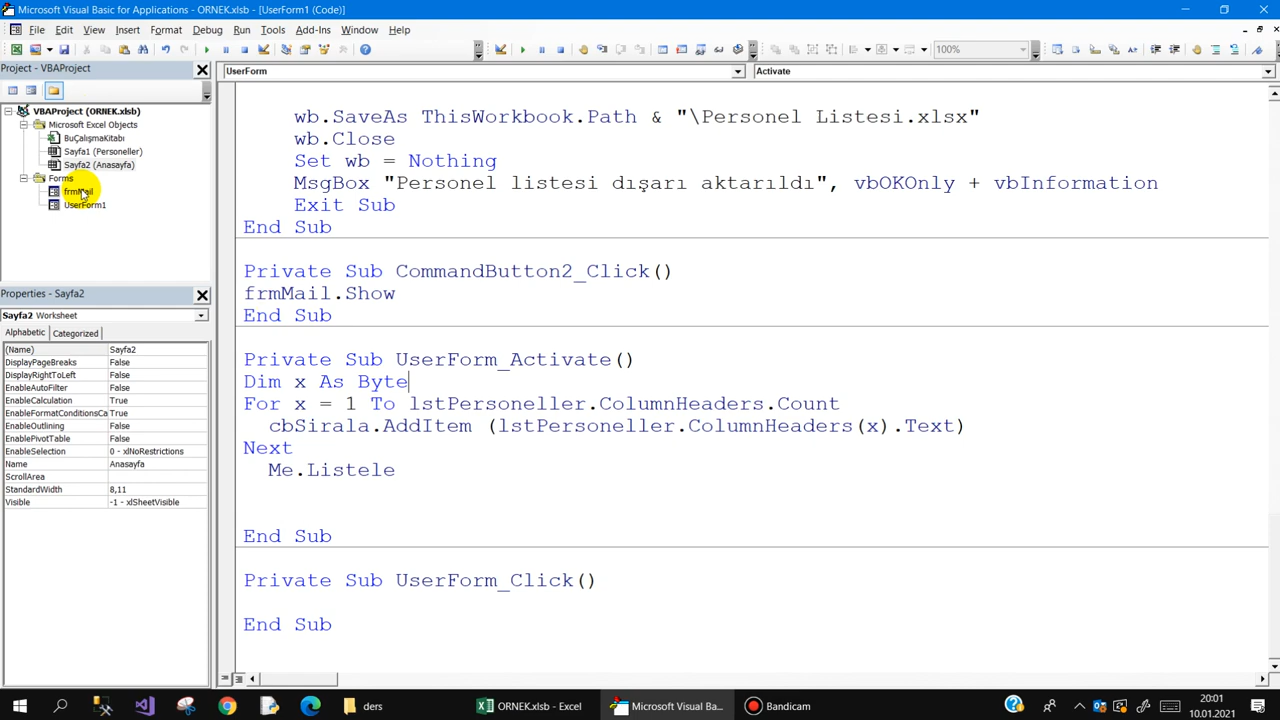 Microsoft Visual Basic for Applications - ORNEK.xlsb - [UserForm1 (Code)]
File Edit View Insert Format Debug Run Tools Add-Ins Window Help
100%
Project - VBAProject
UserForm
Activate
VBAProject (ORNEK.xlsb)
Microsoft Excel Objects
BuÇalışmaKitabı
Sayfa1 (Personeller)
Sayfa2 (Anasayfa)
Forms
frmMail
UserForm1
wb.SaveAs ThisWorkbook.Path & "\Personel Listesi.xlsx"
wb.Close
Set wb = Nothing
MsgBox "Personel listesi dışarı aktarıldı", vbOKOnly + vbInformation
Exit Sub
End Sub
Private Sub CommandButton2_Click()
frmMail.Show
End Sub
Private Sub UserForm_Activate()
Dim x As Byte
For x = 1 To lstPersoneller.ColumnHeaders.Count
cbSirala.AddItem (lstPersoneller.ColumnHeaders(x).Text)
Next
Me.Listele
End Sub
Private Sub UserForm_Click()
End Sub
Properties - Sayfa2
Sayfa2 Worksheet
Alphabetic Categorized
(Name) Sayfa2
DisplayPageBreaks False
DisplayRightToLeft False
EnableAutoFilter False
EnableCalculation True
EnableFormatConditionsCa True
EnableOutlining False
EnablePivotTable False
EnableSelection 0 - xlNoRestrictions
Name Anasayfa
ScrollArea
StandardWidth 8,11
Visible -1 - xlSheetVisible
ders
ORNEK.xlsb - Excel
Microsoft Visual Ba...
Bandicam
20:01
10.01.2021